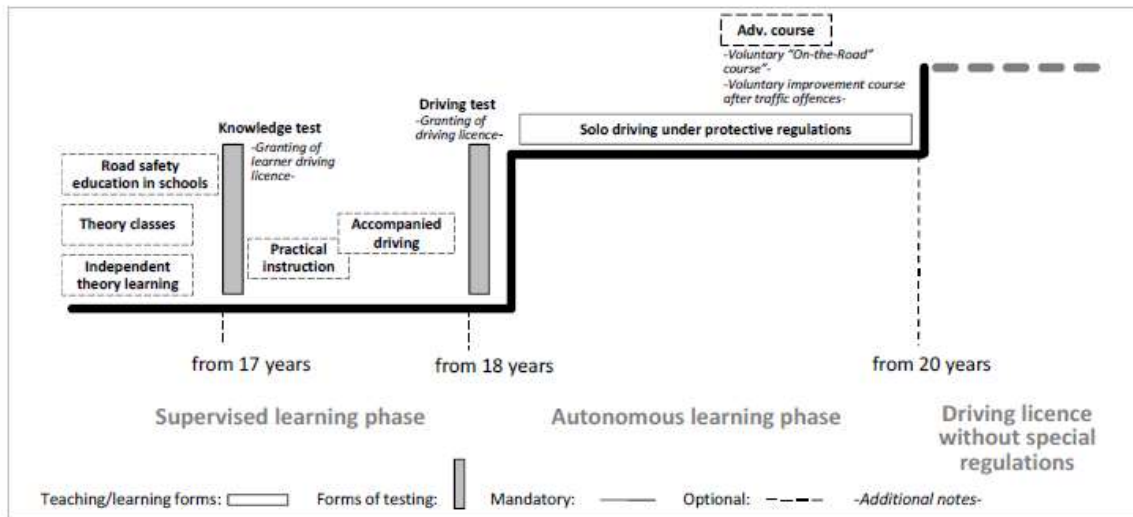 Adv. course
-Voluntary “On-the-Road”
course”-
-Voluntary improvement course
after traffic offences-
Driving test
-Granting of
driving licence-
Knowledge test
-Granting of
learner driving
licence-
Solo driving under protective regulations
Road safety
education in schools
Theory classes
Accompanied
driving
Practical
instruction
Independent
theory learning
from 17 years
from 18 years
from 20 years
Supervised learning phase
Autonomous learning phase
Driving licence
without special
regulations
Teaching/learning forms:
Forms of testing:
Mandatory:
Optional:
-Additional notes-